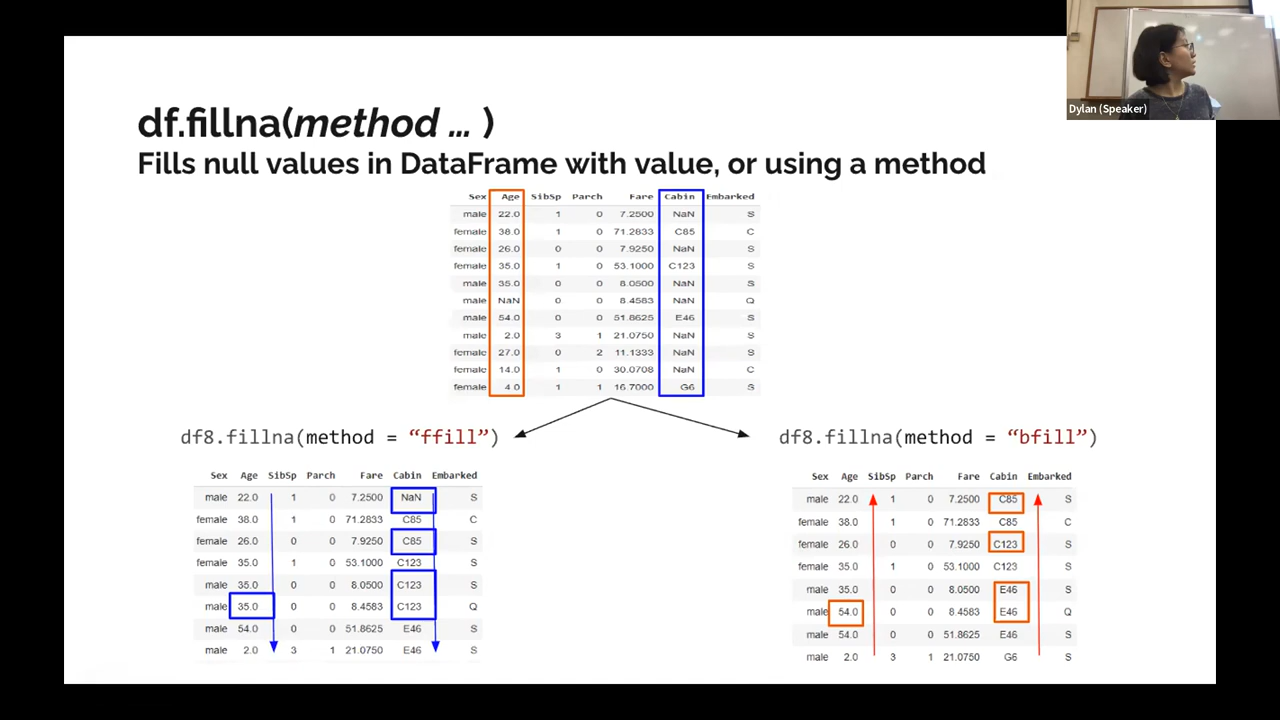 df.fillna(method … )
Fills null values in DataFrame with value, or using a method
Dylan (Speaker)
Sex Age SibSp Parch Fare Cabin Embarked
male 22.0 1 0 7.2500 NaN S
female 38.0 1 0 71.2833 C85 C
female 26.0 0 0 7.9250 NaN S
female 35.0 1 0 53.1000 C123 S
male 35.0 0 0 8.0500 NaN S
male NaN 0 0 8.4583 NaN Q
male 54.0 0 0 51.8625 E46 S
male 2.0 3 1 21.0750 NaN S
female 27.0 0 2 11.1333 NaN S
female 14.0 1 0 30.0708 NaN C
female 4.0 1 1 16.7000 G6 S
df8.fillna(method = “ffill”)
Sex Age SibSp Parch Fare Cabin Embarked
male 22.0 1 0 7.2500 NaN S
female 38.0 1 0 71.2833 C85 C
female 26.0 0 0 7.9250 C85 S
female 35.0 1 0 53.1000 C123 S
male 35.0 0 0 8.0500 C123 S
male 35.0 0 0 8.4583 C123 Q
male 54.0 0 0 51.8625 E46 S
male 2.0 3 1 21.0750 E46 S
df8.fillna(method = “bfill”)
Sex Age SibSp Parch Fare Cabin Embarked
male 22.0 1 0 7.2500 C85 S
female 38.0 1 0 71.2833 C85 C
female 26.0 0 0 7.9250 C123 S
female 35.0 1 0 53.1000 C123 S
male 35.0 0 0 8.0500 E46 S
male 54.0 0 0 8.4583 E46 Q
male 54.0 0 0 51.8625 E46 S
male 2.0 3 1 21.0750 G6 S